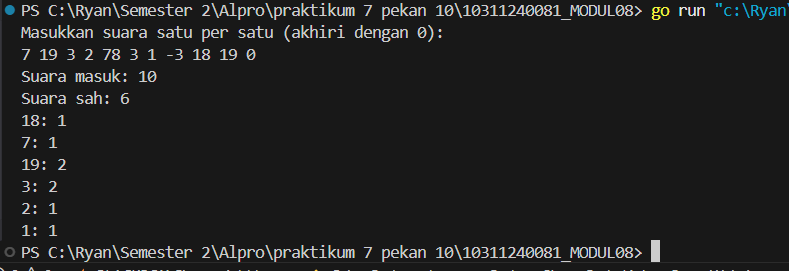 PS C:\Ryan\Semester 2\Alpro\praktikum 7 pekan 10\10311240081_MODUL08> go run "c:\Ryan\
Masukkan suara satu per satu (akhiri dengan 0):
7 19 3 2 78 3 1 -3 18 19 0
Suara masuk: 10
Suara sah: 6
18: 1
7: 1
19: 2
3: 2
2: 1
1: 1
PS C:\Ryan\Semester 2\Alpro\praktikum 7 pekan 10\10311240081_MODUL08>